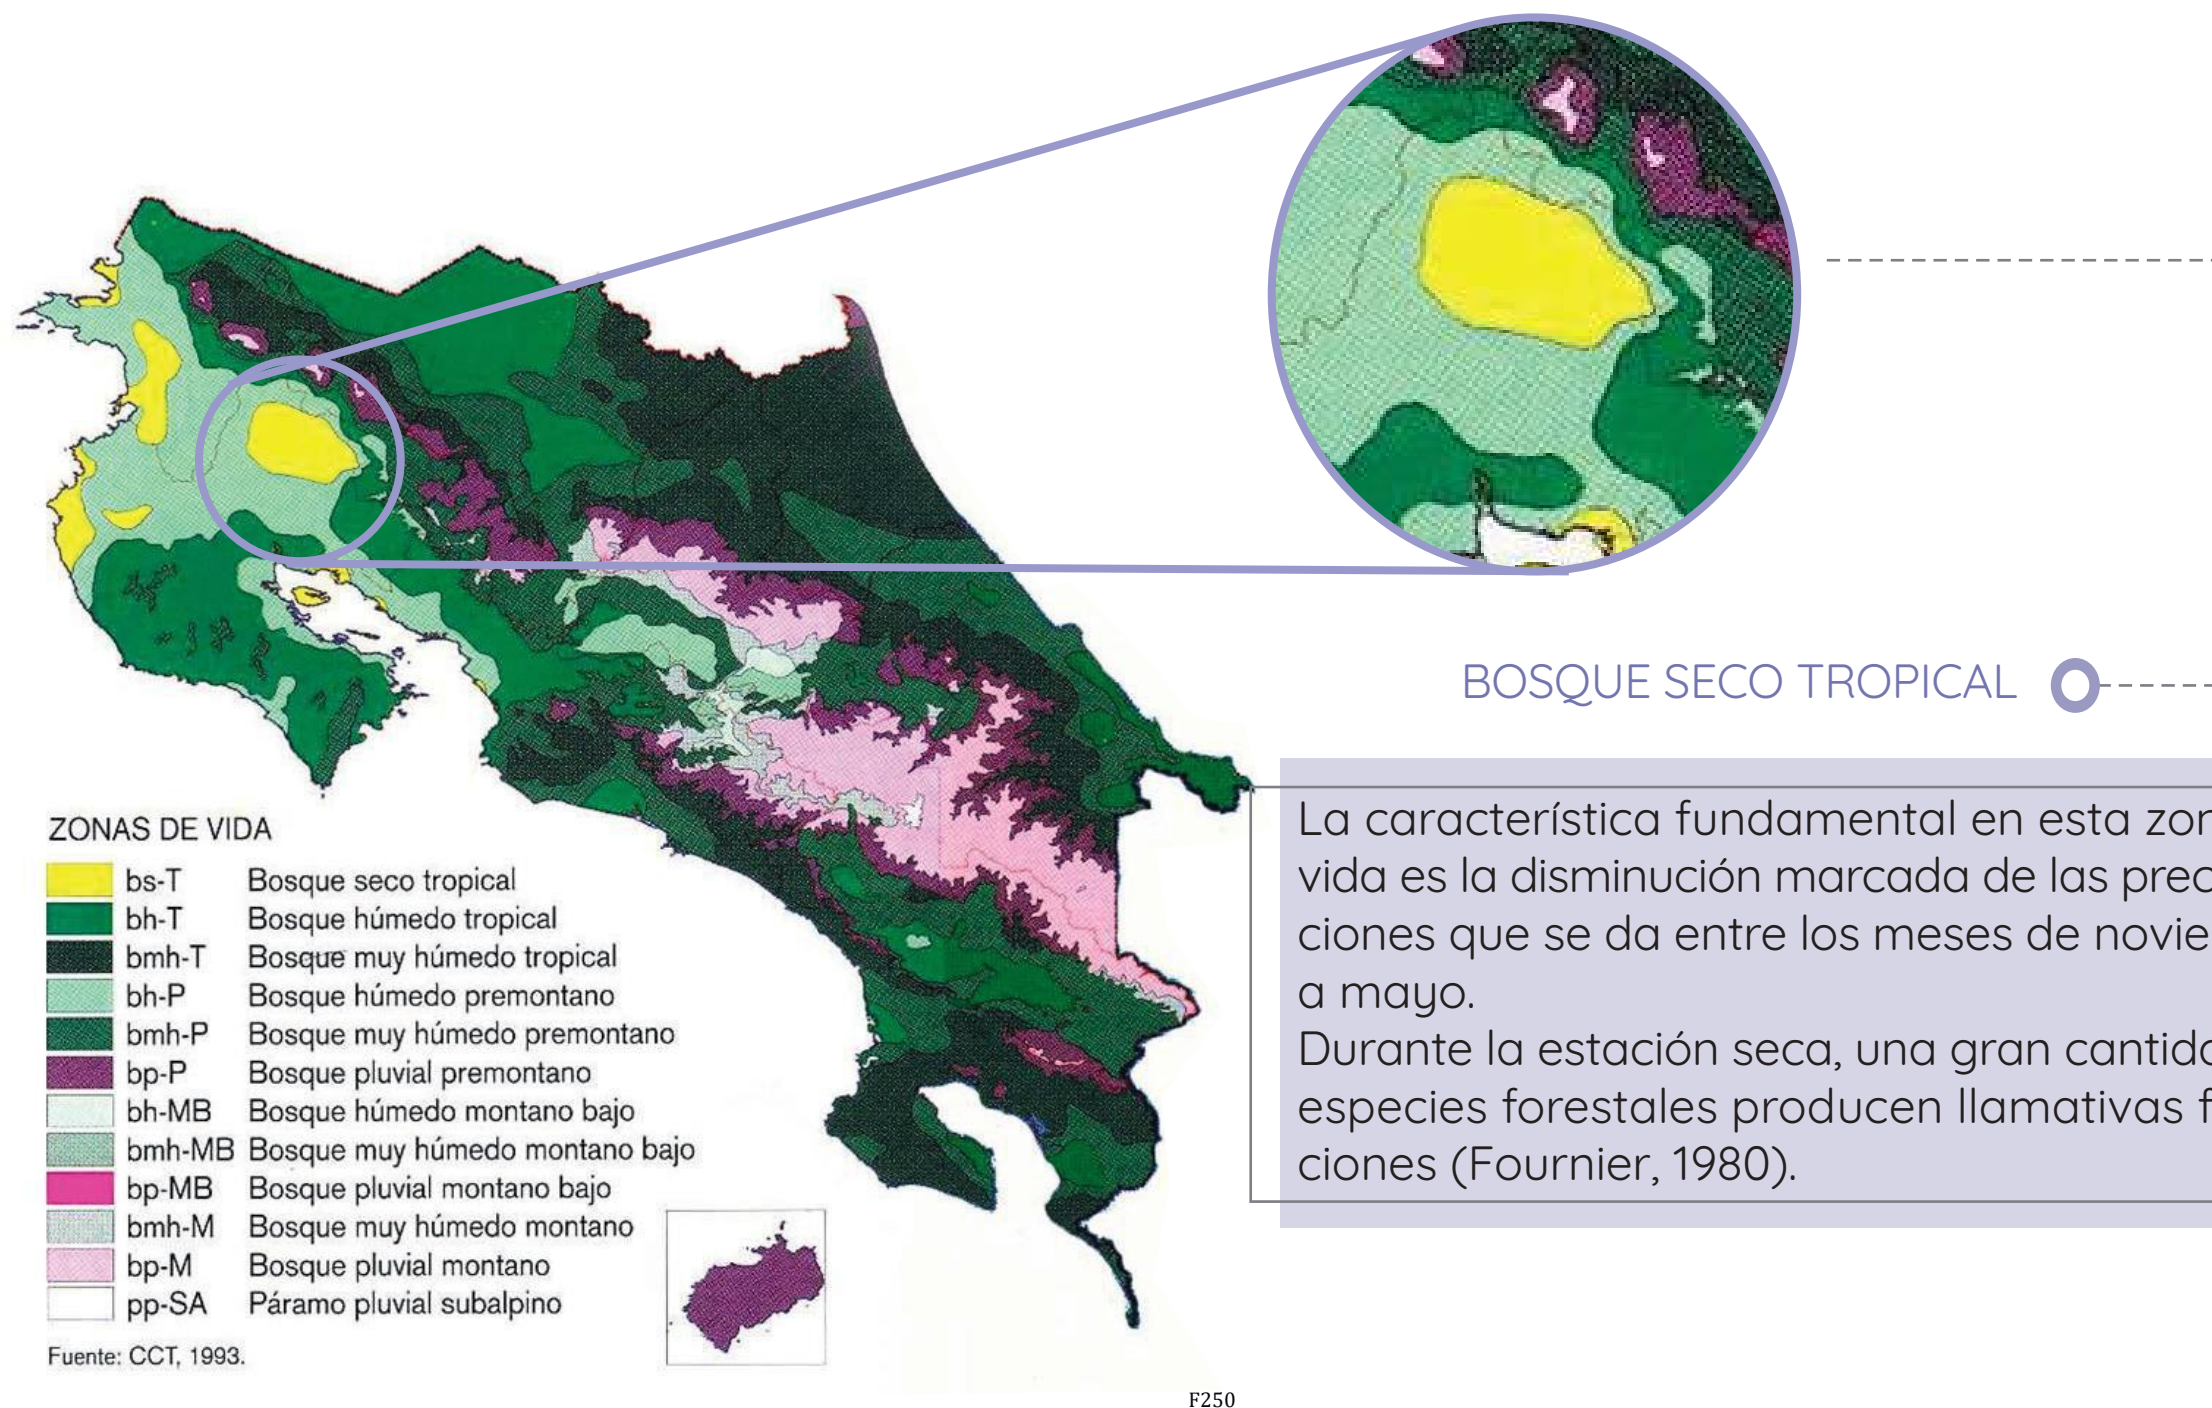 BOSQUE SECO TROPICAL
La característica fundamental en esta zon
vida es la disminución marcada de las prec
ciones que se da entre los meses de novie
a mayo.
Durante la estación seca, una gran cantida
especies forestales producen llamativas f
ciones (Fournier, 1980).
ZONAS DE VIDA
bs-T Bosque seco tropical
bh-T Bosque húmedo tropical
bmh-T Bosque muy húmedo tropical
bh-P Bosque húmedo premontano
bmh-P Bosque muy húmedo premontano
bp-P Bosque pluvial premontano
bh-MB Bosque húmedo montano bajo
bmh-MB Bosque muy húmedo montano bajo
bp-MB Bosque pluvial montano bajo
bmh-M Bosque muy húmedo montano
bp-M Bosque pluvial montano
pp-SA Páramo pluvial subalpino
Fuente: CCT, 1993.
F250